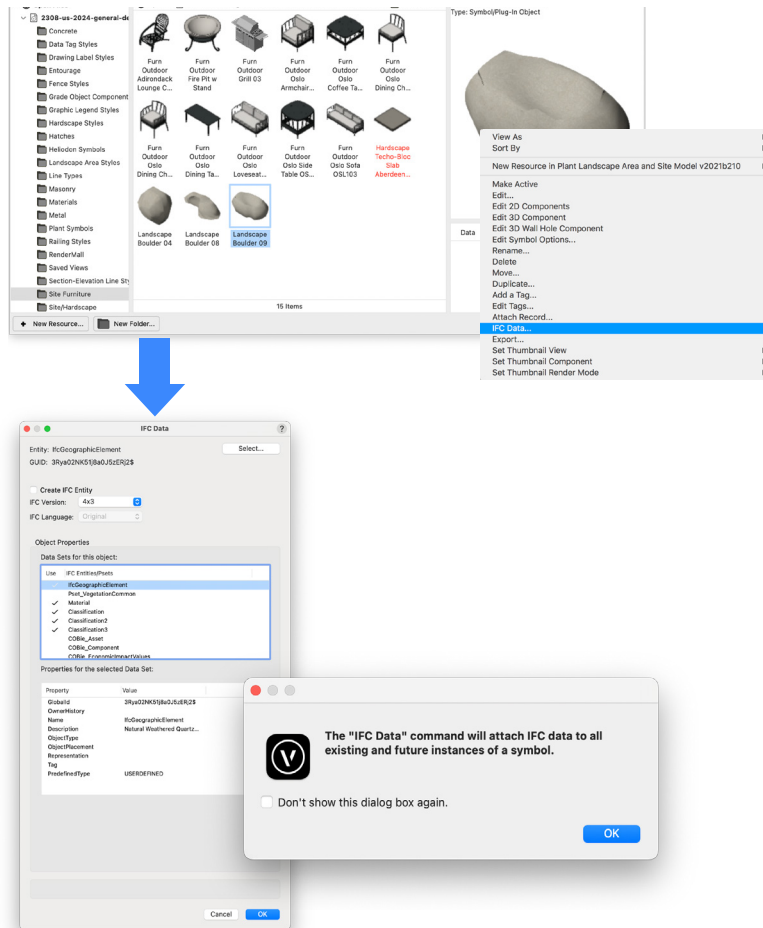 2308-us-2024-general-de
Concrete
Data Tag Styles
Drawing Label Styles
Entourage
Fence Styles
Grade Object Component
Graphic Legend Styles
Hardscape Styles
Hatches
Heliodon Symbols
Landscape Area Styles
Line Types
Masonry
Materials
Metal
Plant Symbols
Railing Styles
RenderMall
Saved Views
Section-Elevation Line Sty
Site Furniture
Site/Hardscape
Furn Outdoor Adirondack Lounge C...
Furn Outdoor Fire Pit w Stand
Furn Outdoor Grill 03
Furn Outdoor Oslo Armchair...
Furn Outdoor Oslo Coffee Ta...
Furn Outdoor Oslo Dining Ch...
Furn Outdoor Oslo Dining Ch...
Furn Outdoor Oslo Dining Ta...
Furn Outdoor Oslo Loveseat...
Furn Outdoor Oslo Side Table OS...
Furn Outdoor Oslo Sofa OSL103
Hardscape Techo-Bloc Slab Aberdeen...
Landscape Boulder 04
Landscape Boulder 08
Landscape Boulder 09
15 Items
+ New Resource...
New Folder...
Type: Symbol/Plug-In Object
Data
View As
Sort By
New Resource in Plant Landscape Area and Site Model v2021b210
Make Active
Edit...
Edit 2D Components
Edit 3D Component
Edit 3D Wall Hole Component
Edit Symbol Options...
Rename...
Delete
Move...
Duplicate...
Add a Tag...
Edit Tags...
Attach Record...
IFC Data...
Export...
Set Thumbnail View
Set Thumbnail Component
Set Thumbnail Render Mode
IFC Data
?
Entity: IfcGeographicElement
Select...
GUID: 3Rya02NK51j8a0J5zERj2$
Create IFC Entity
IFC Version: 4x3
IFC Language: Original
Object Properties
Data Sets for this object:
Use IFC Entities/Psets
IfcGeographicElement
Pset_VegetationCommon
✓ Material
✓ Classification
✓ Classification2
✓ Classification3
COBie_Asset
COBie_Component
COBie_EconomicImpactValues
Properties for the selected Data Set:
Property Value
GlobalId 3Rya02NK51j8a0J5zERj2$
OwnerHistory
Name IfcGeographicElement
Description Natural Weathered Quartz...
ObjectType
ObjectPlacement
Representation
Tag
PredefinedType USERDEFINED
Cancel
OK
The "IFC Data" command will attach IFC data to all
existing and future instances of a symbol.
Don't show this dialog box again.
OK